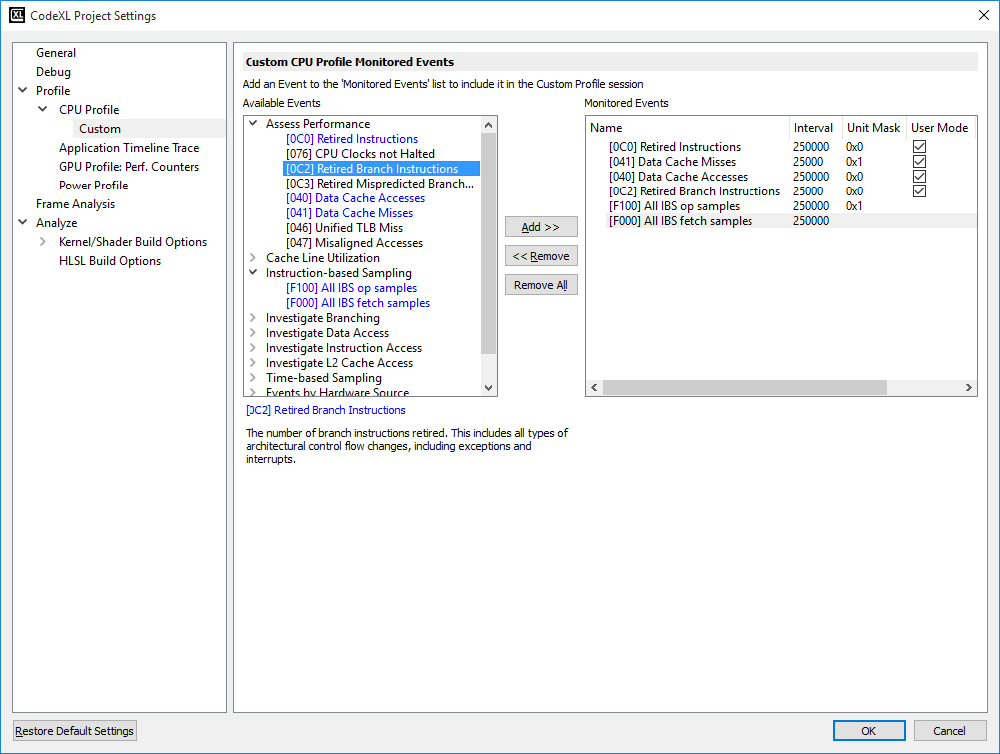 XL CodeXL Project Settings
General
Debug
Profile
CPU Profile
Custom
Application Timeline Trace
GPU Profile: Perf. Counters
Power Profile
Frame Analysis
Analyze
Kernel/Shader Build Options
HLSL Build Options
Custom CPU Profile Monitored Events
Add an Event to the 'Monitored Events' list to include it in the Custom Profile session
Available Events
Assess Performance
[0C0] Retired Instructions
[076] CPU Clocks not Halted
[0C2] Retired Branch Instructions
[0C3] Retired Mispredicted Branch...
[040] Data Cache Accesses
[041] Data Cache Misses
[046] Unified TLB Miss
[047] Misaligned Accesses
Cache Line Utilization
Instruction-based Sampling
[F100] All IBS op samples
[F000] All IBS fetch samples
Investigate Branching
Investigate Data Access
Investigate Instruction Access
Investigate L2 Cache Access
Time-based Sampling
Events by Hardware Source
Add >>
<< Remove
Remove All
Monitored Events
Name Interval Unit Mask User Mode
[0C0] Retired Instructions 250000 0x0
[041] Data Cache Misses 25000 0x1
[040] Data Cache Accesses 250000 0x0
[0C2] Retired Branch Instructions 25000 0x0
[F100] All IBS op samples 250000 0x1
[F000] All IBS fetch samples 250000
[0C2] Retired Branch Instructions
The number of branch instructions retired. This includes all types of
architectural control flow changes, including exceptions and
interrupts.
Restore Default Settings
OK
Cancel